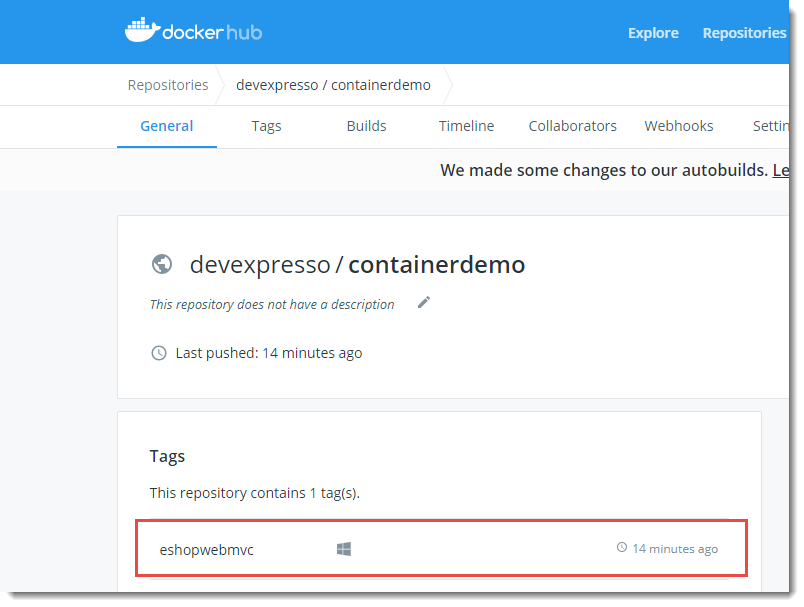 docker hub
Explore
Repositories
Repositories
devexpresso / containerdemo
General
Tags
Builds
Timeline
Collaborators
Webhooks
Settin
We made some changes to our autobuilds. Le
devexpresso / containerdemo
This repository does not have a description
Last pushed: 14 minutes ago
Tags
This repository contains 1 tag(s).
eshopwebmvc
14 minutes ago